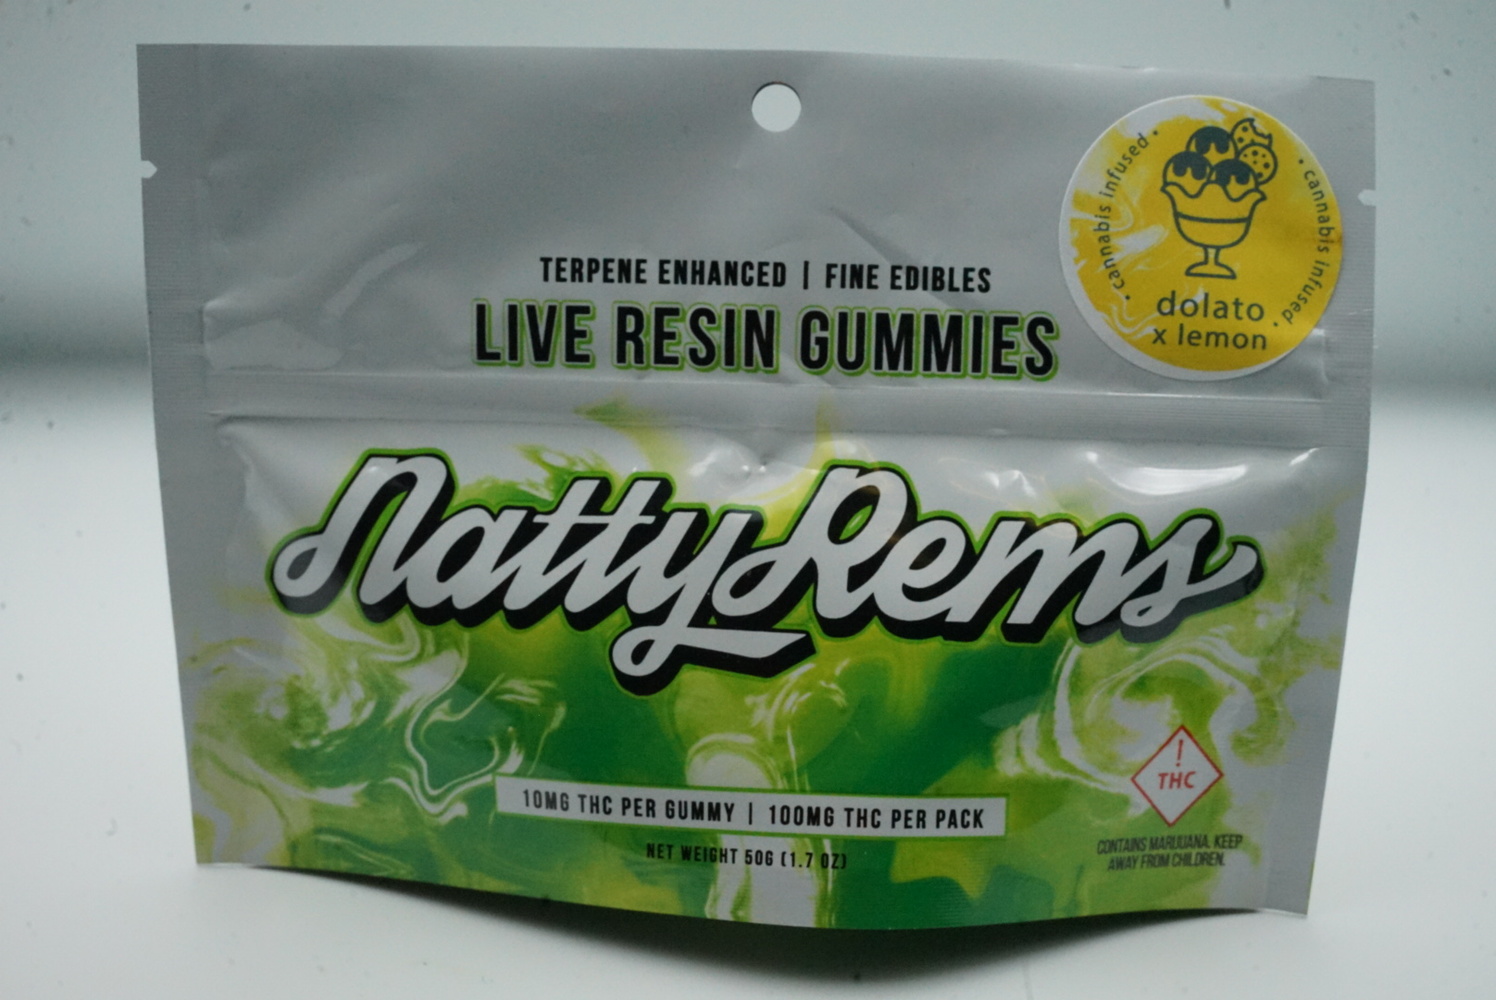 • cannabis infused •
• cannabis infused •
dolato
x lemon
TERPENE ENHANCED | FINE EDIBLES
LIVE RESIN GUMMIES
NattyRems
10MG THC PER GUMMY | 100MG THC PER PACK
NET WEIGHT 50G (1.7 OZ)
!
THC
CONTAINS MARIJUANA. KEEP
AWAY FROM CHILDREN.